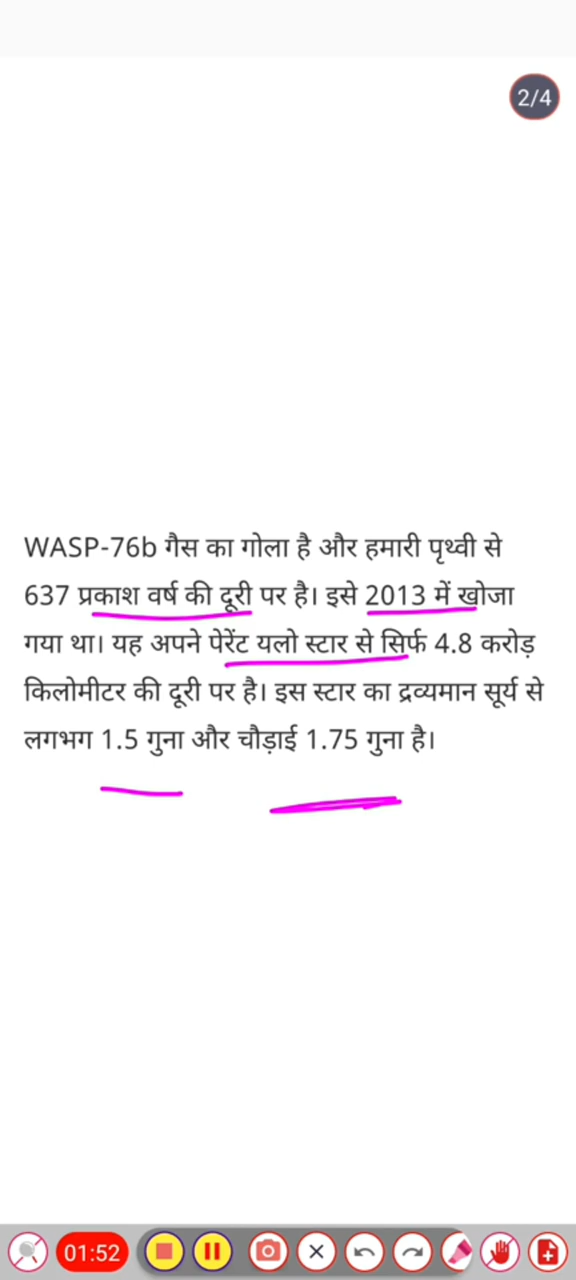 2/4
WASP-76b गैस का गोला है और हमारी पृथ्वी से
637 प्रकाश वर्ष की दूरी पर है। इसे 2013 में खोजा
गया था। यह अपने पेरेंट यलो स्टार से सिर्फ 4.8 करोड़
किलोमीटर की दूरी पर है। इस स्टार का द्रव्यमान सूर्य से
लगभग 1.5 गुना और चौड़ाई 1.75 गुना है।
01:52